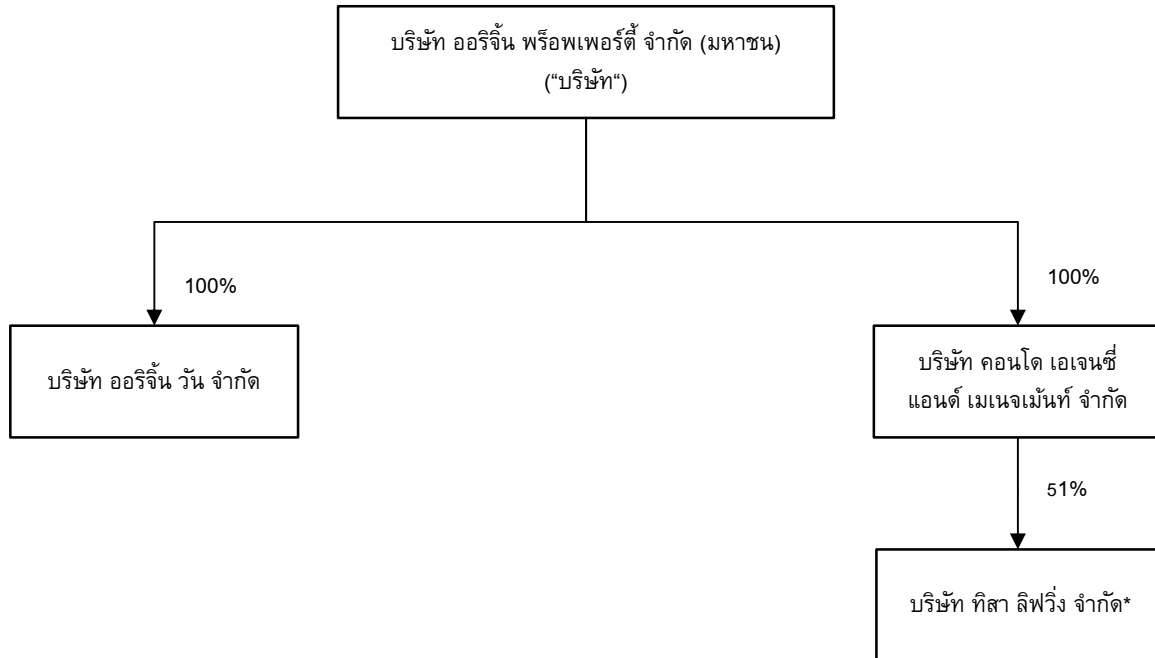 บริษัท ออริจิ้น พร็อพเพอร์ตี้ จำกัด (มหาชน)
(“บริษัท“)
100%
100%
บริษัท ออริจิ้น วัน จำกัด
บริษัท คอนโด เอเจนซี่
แอนด์ เมเนจเม้นท์ จำกัด
51%
บริษัท ทิสา ลิฟวิ่ง จำกัด*